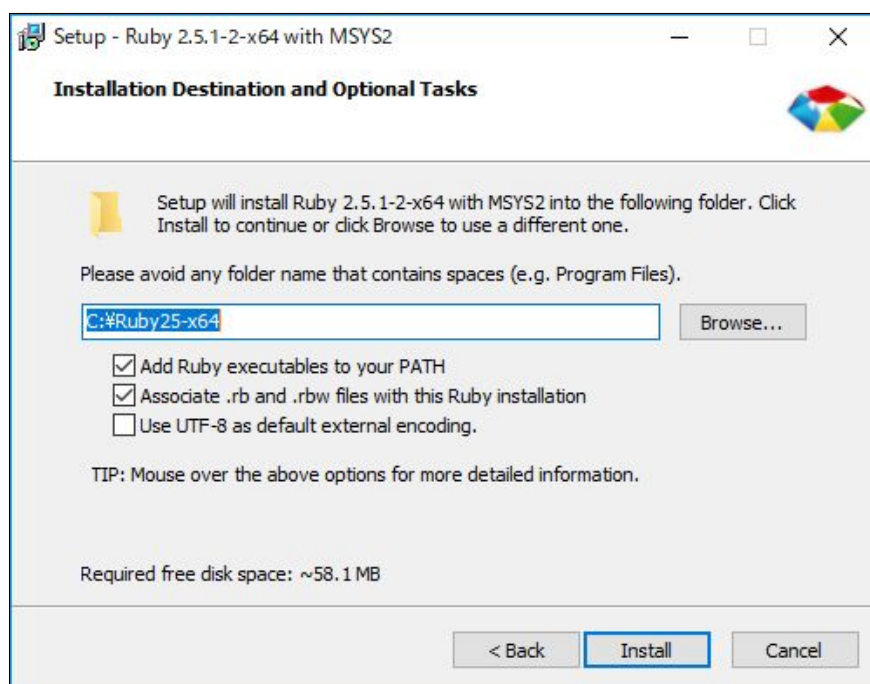 Setup - Ruby 2.5.1-2-x64 with MSYS2
Installation Destination and Optional Tasks
Setup will install Ruby 2.5.1-2-x64 with MSYS2 into the following folder. Click
Install to continue or click Browse to use a different one.
Please avoid any folder name that contains spaces (e.g. Program Files).
C:¥Ruby25-x64
Browse...
Add Ruby executables to your PATH
Associate .rb and .rbw files with this Ruby installation
Use UTF-8 as default external encoding.
TIP: Mouse over the above options for more detailed information.
Required free disk space: ~58.1 MB
< Back
Install
Cancel